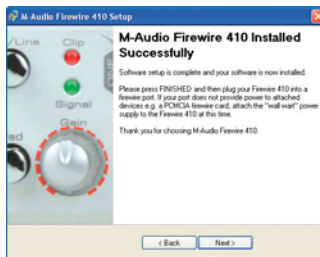 M-Audio Firewire 410 Setup
M-Audio Firewire 410 Installed
Successfully
Software setup is complete and your software is now installed.
Please press FINISHED and then plug your Firewire 410 into a
firewire port. If your port does not provide power to attached
devices e.g. a PCMCIA firewire card, attach the "wall wart" power
supply to the Firewire 410 at this time.
Thank you for choosing M-Audio Firewire 410.
/Line
Clip
Signal
Gain
ad
< Back
Next >